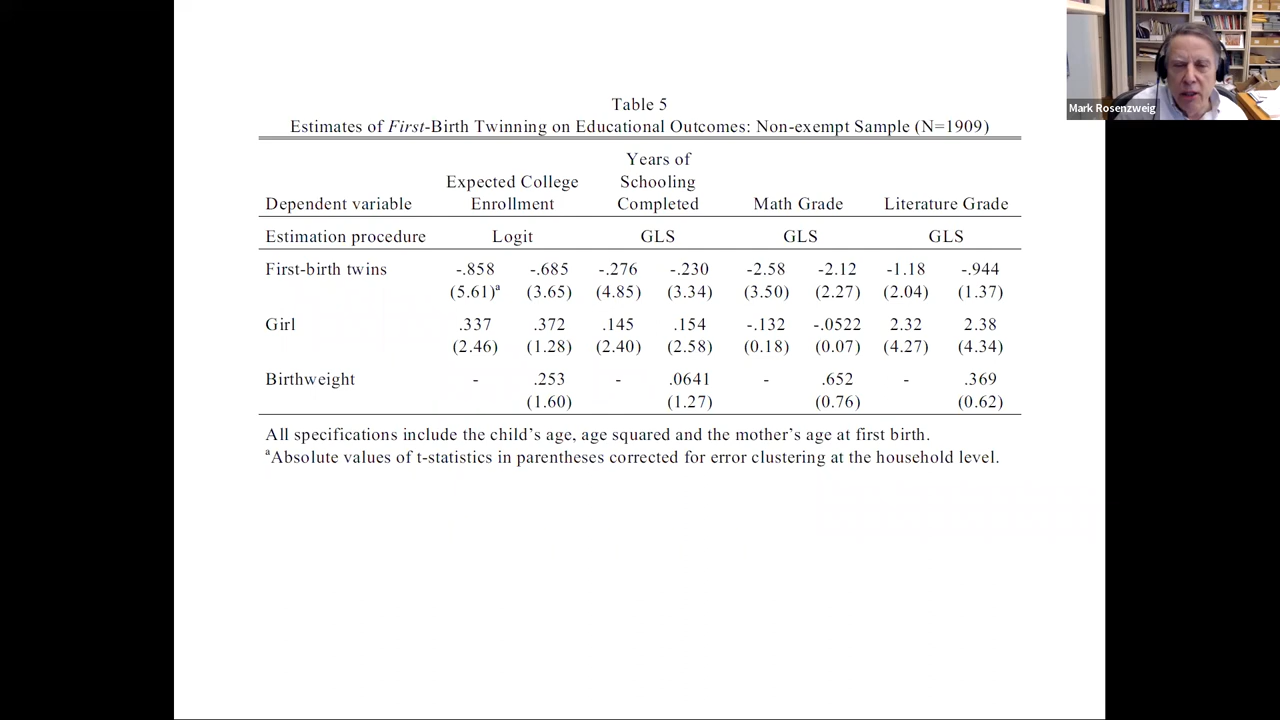 Mark Rosenzweig
Table 5
Estimates of First-Birth Twinning on Educational Outcomes: Non-exempt Sample (N=1909)
Dependent variable Expected College Enrollment Years of Schooling Completed Math Grade Literature Grade
Estimation procedure Logit GLS GLS GLS
First-birth twins -.858 -.685 -.276 -.230 -2.58 -2.12 -1.18 -.944
(5.61)ᵃ (3.65) (4.85) (3.34) (3.50) (2.27) (2.04) (1.37)
Girl .337 .372 .145 .154 -.132 -.0522 2.32 2.38
(2.46) (1.28) (2.40) (2.58) (0.18) (0.07) (4.27) (4.34)
Birthweight - .253 - .0641 - .652 - .369
(1.60) (1.27) (0.76) (0.62)
All specifications include the child’s age, age squared and the mother’s age at first birth.
ᵃAbsolute values of t-statistics in parentheses corrected for error clustering at the household level.